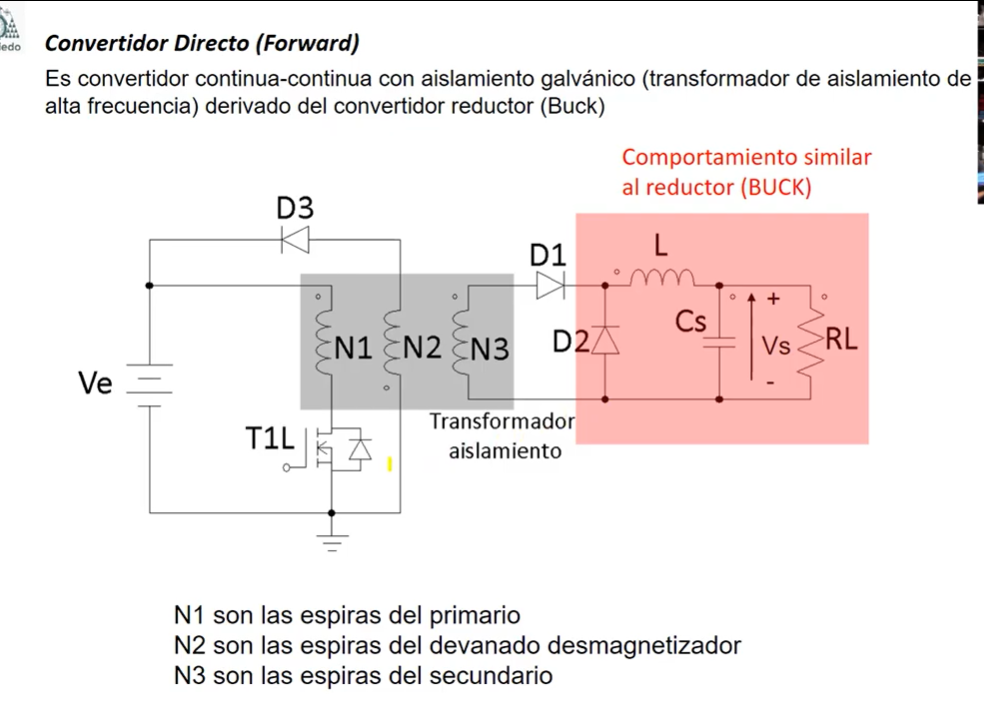 edo
Convertidor Directo (Forward)
Es convertidor continua-continua con aislamiento galvánico (transformador de aislamiento de
alta frecuencia) derivado del convertidor reductor (Buck)
Comportamiento similar
al reductor (BUCK)
D3
D1
L
N1
N2
N3
D2
Cs
+
Vs
-
RL
Ve
T1L
Transformador
aislamiento
N1 son las espiras del primario
N2 son las espiras del devanado desmagnetizador
N3 son las espiras del secundario